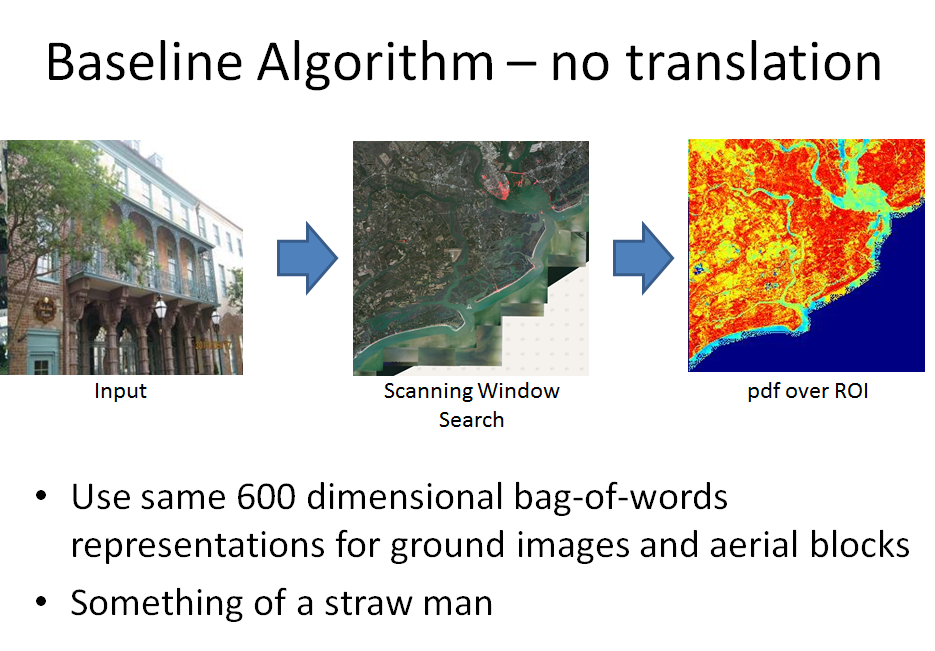 Baseline Algorithm – no translation
Input
Scanning Window
Search
pdf over ROI
• Use same 600 dimensional bag-of-words
representations for ground images and aerial blocks
• Something of a straw man